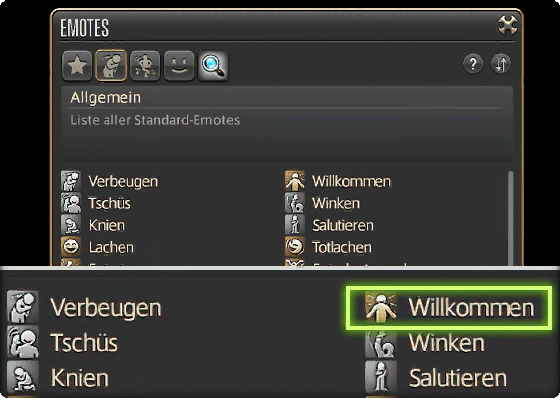 EMOTES
?
Allgemein
Liste aller Standard-Emotes
Verbeugen Willkommen
Tschüs Winken
Knien Salutieren
Lachen Totlachen
Verbeugen Willkommen
Tschüs Winken
Knien Salutieren